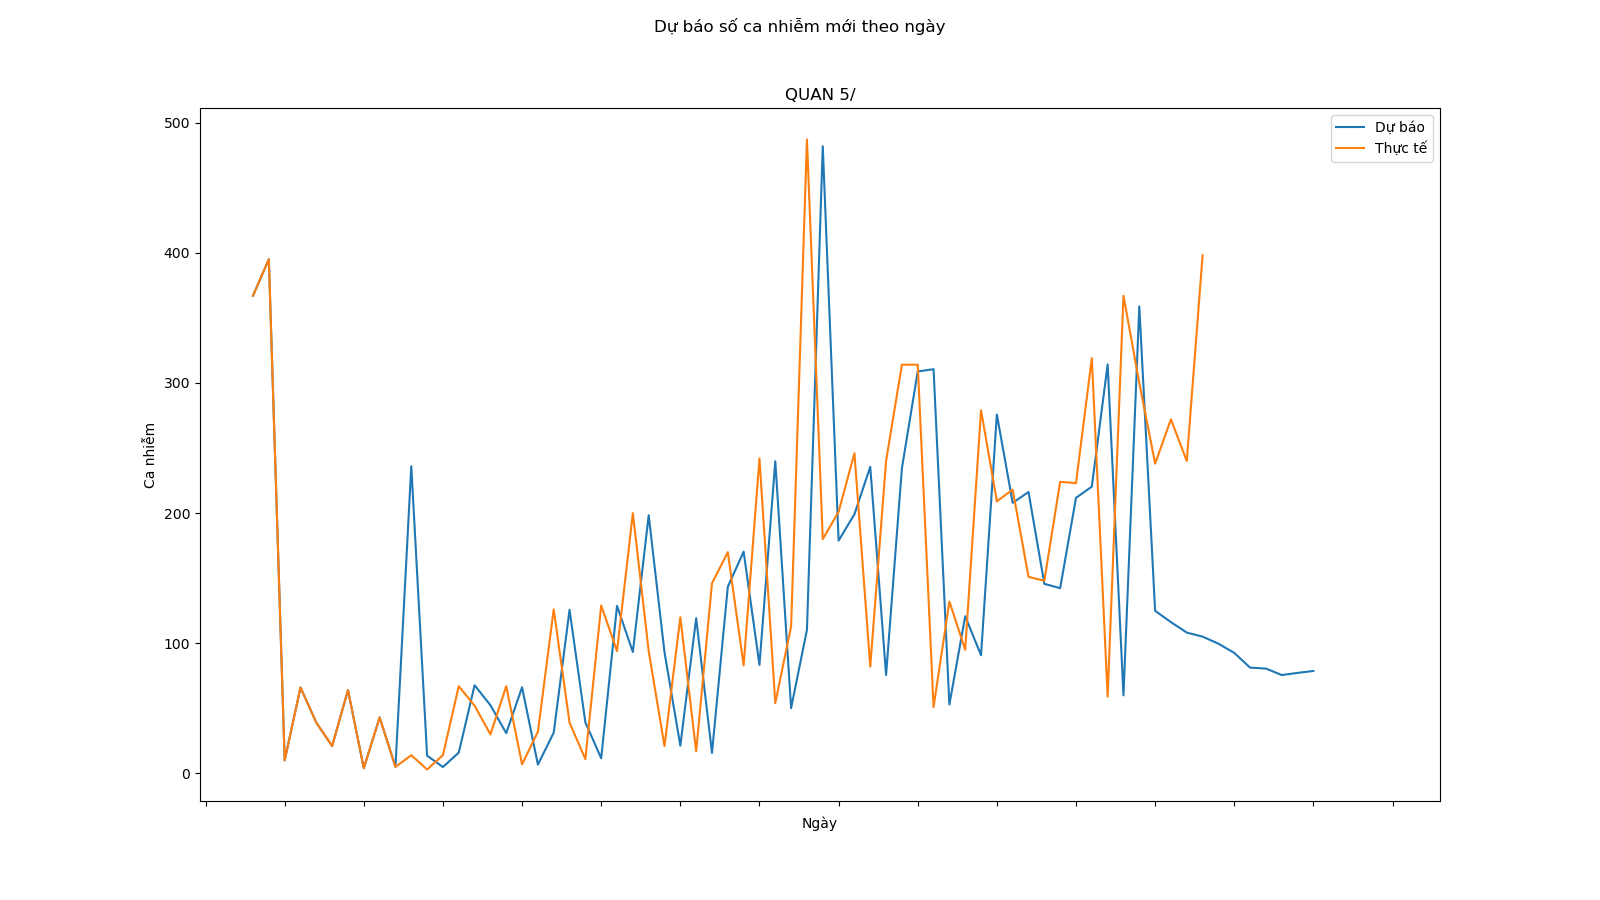 Dự báo số ca nhiễm mới theo ngày
QUAN 5/
500
400
300
200
100
0
Ca nhiễm
Dự báo
Thực tế
Ngày